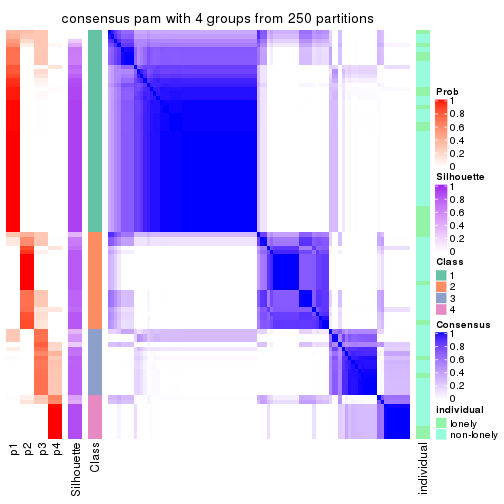 consensus pam with 4 groups from 250 partitions
Prob
1
0.8
0.6
0.4
0.2
0
Silhouette
1
0.8
0.6
0.4
0.2
0
Class
1
2
3
4
Consensus
1
0.8
0.6
0.4
0.2
0
individual
lonely
non-lonely
p1
p2
p3
p4
Silhouette
Class
individual